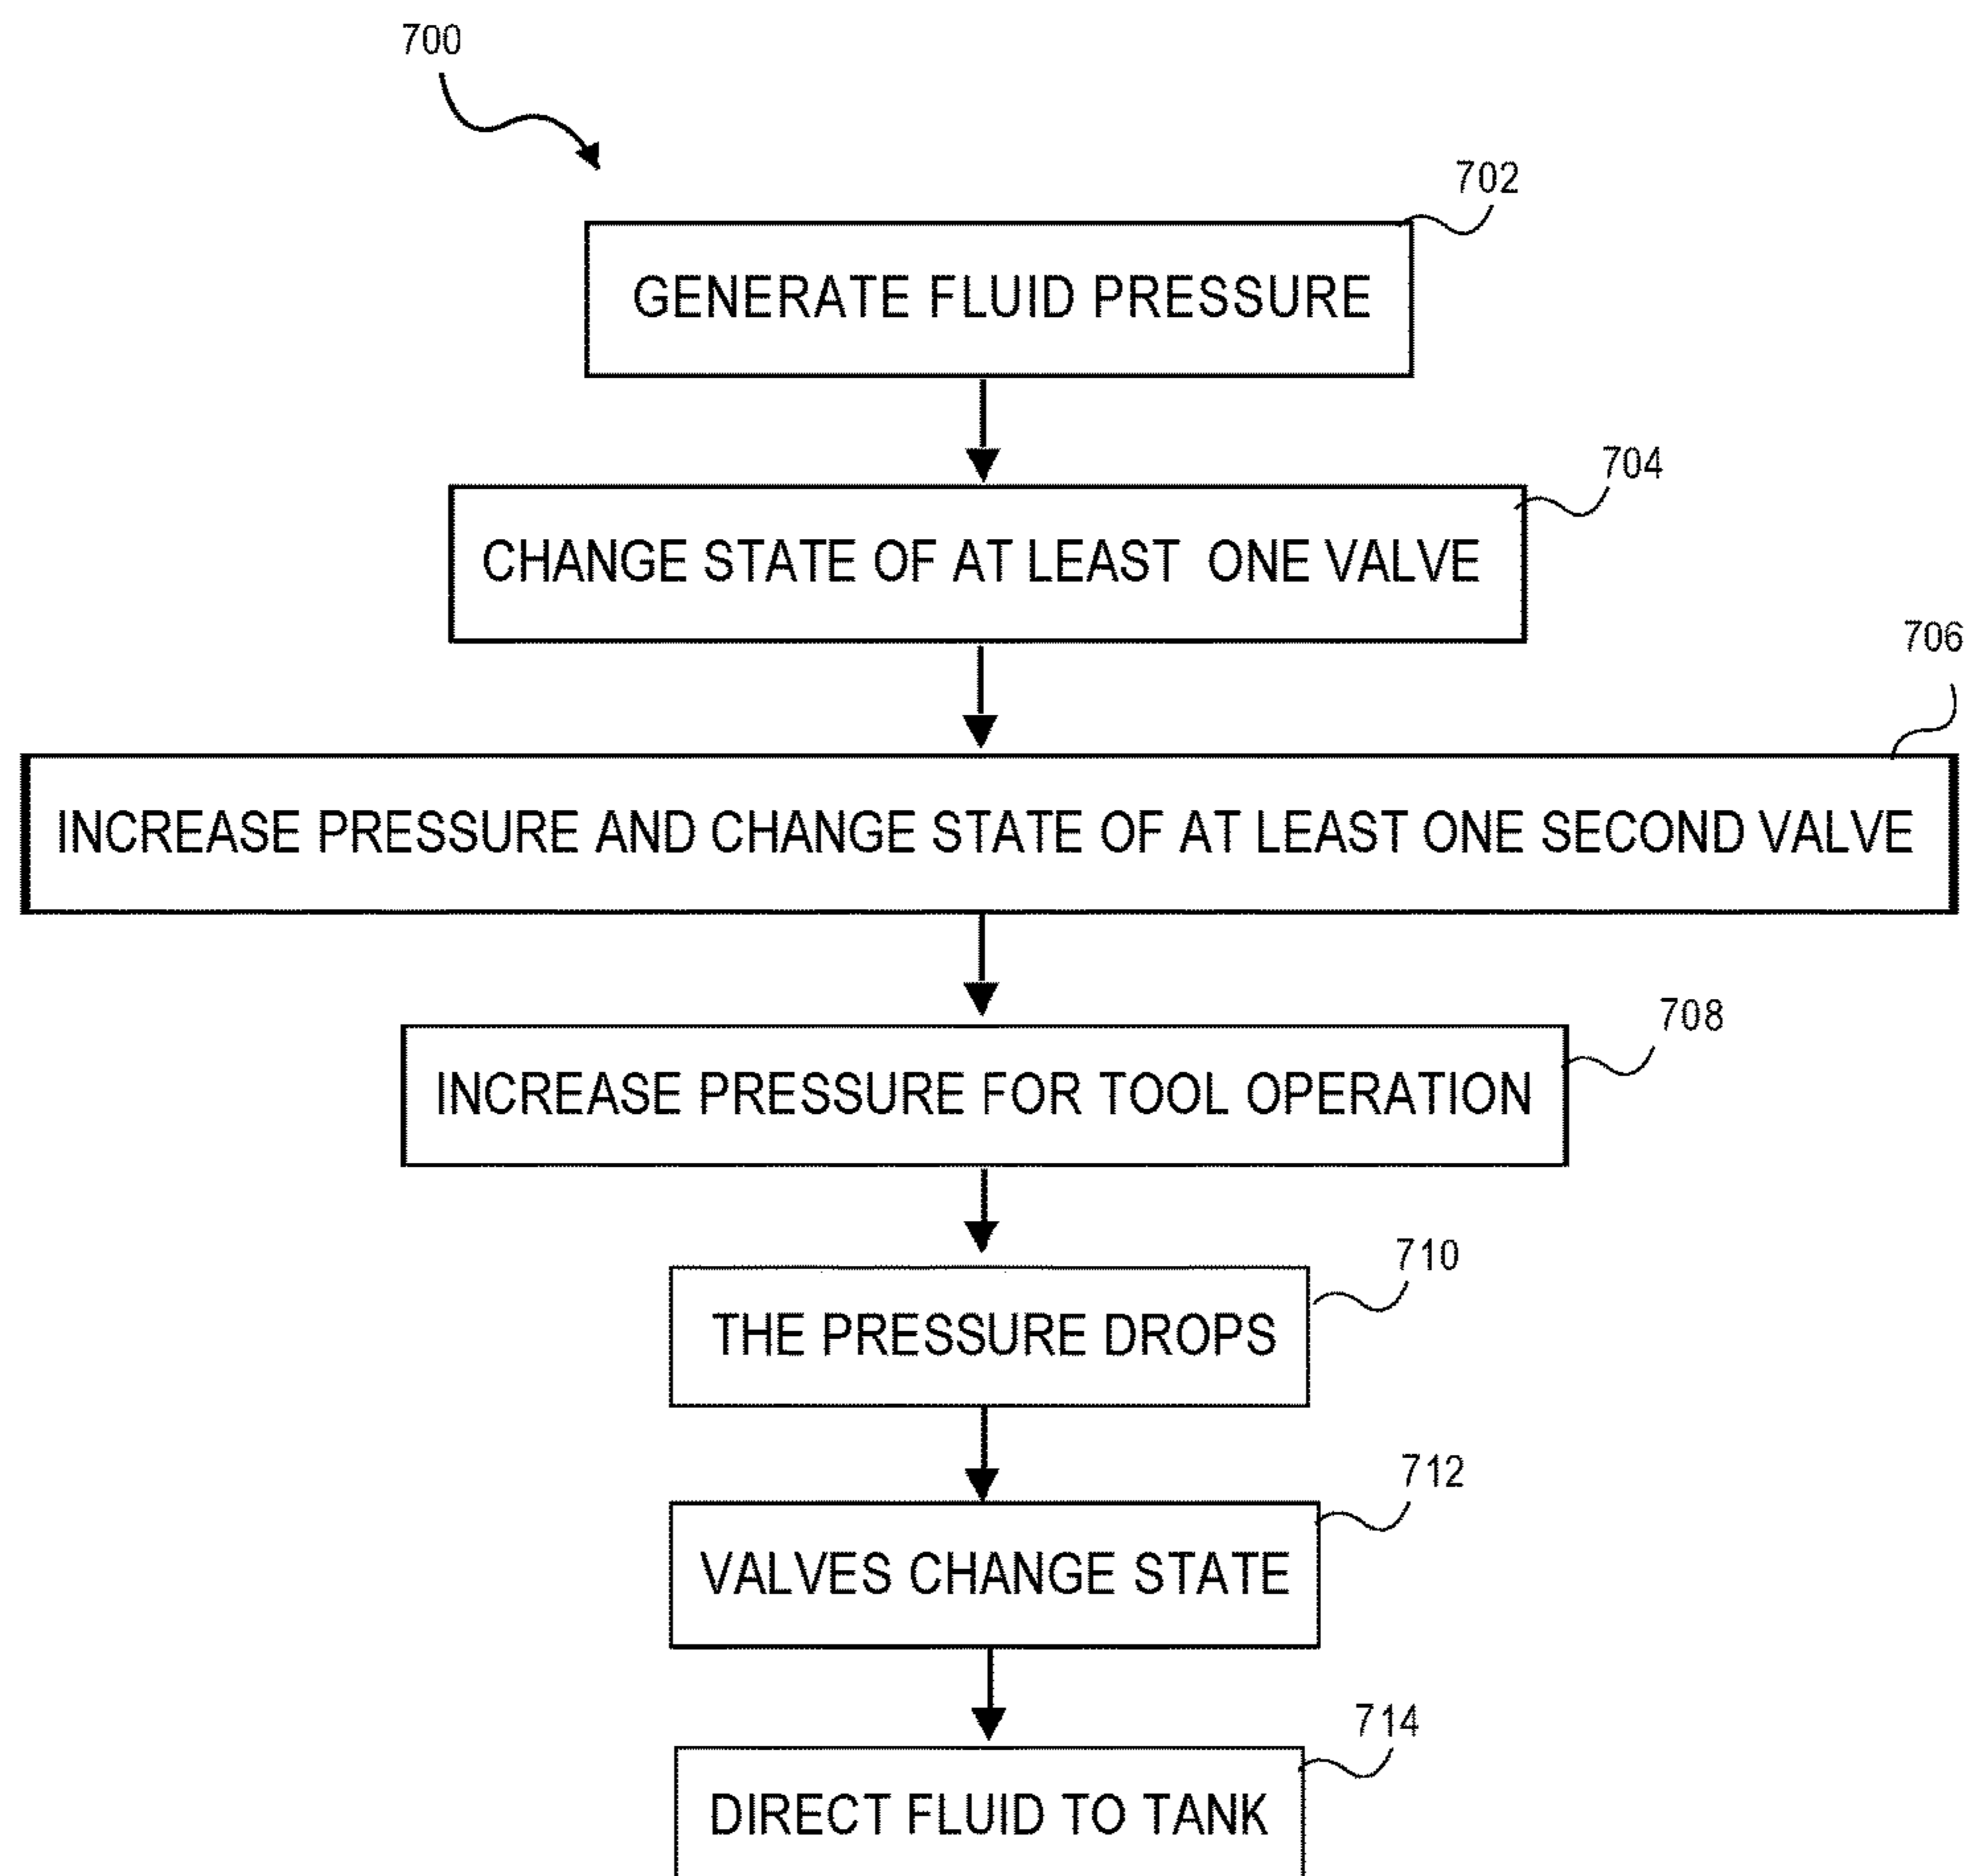 700
702
GENERATE FLUID PRESSURE
704
CHANGE STATE OF AT LEAST ONE VALVE
706
INCREASE PRESSURE AND CHANGE STATE OF AT LEAST ONE SECOND VALVE
708
INCREASE PRESSURE FOR TOOL OPERATION
710
THE PRESSURE DROPS
712
VALVES CHANGE STATE
714
DIRECT FLUID TO TANK